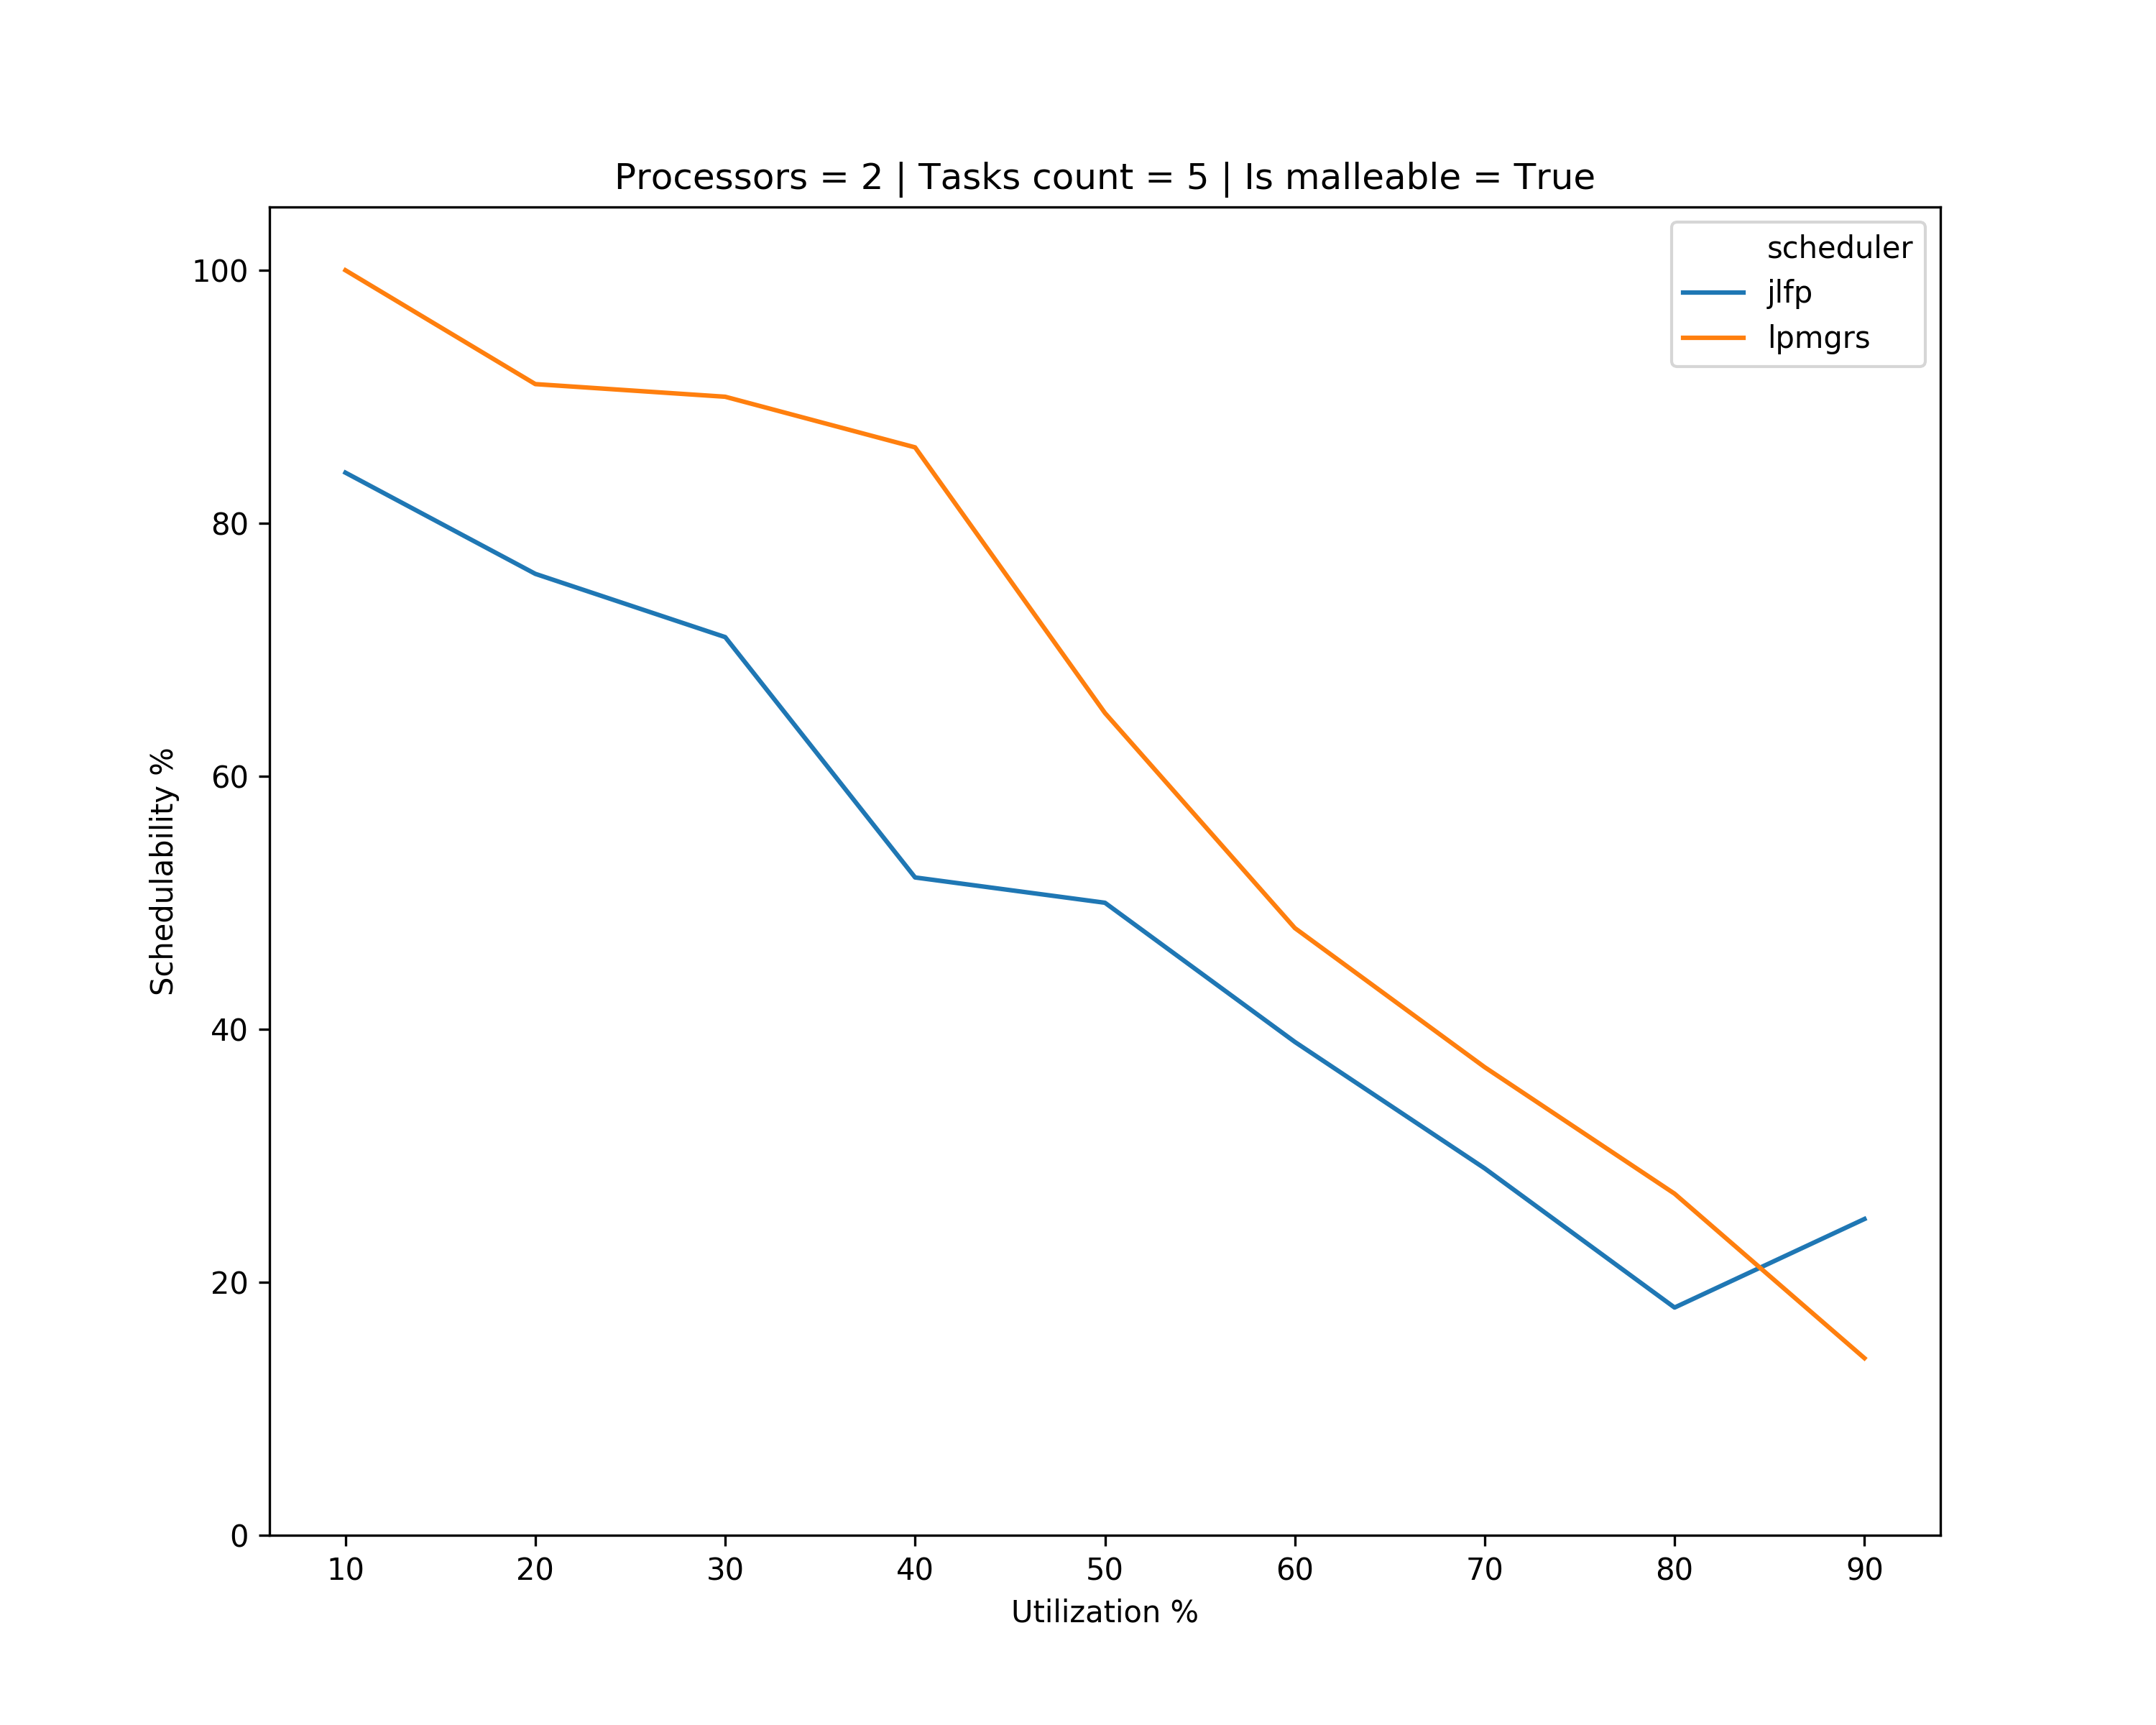 Processors = 2 | Tasks count = 5 | Is malleable = True
scheduler
jlfp
lpmgrs
Schedulability %
100
80
60
40
20
0
10 20 30 40 50 60 70 80 90
Utilization %